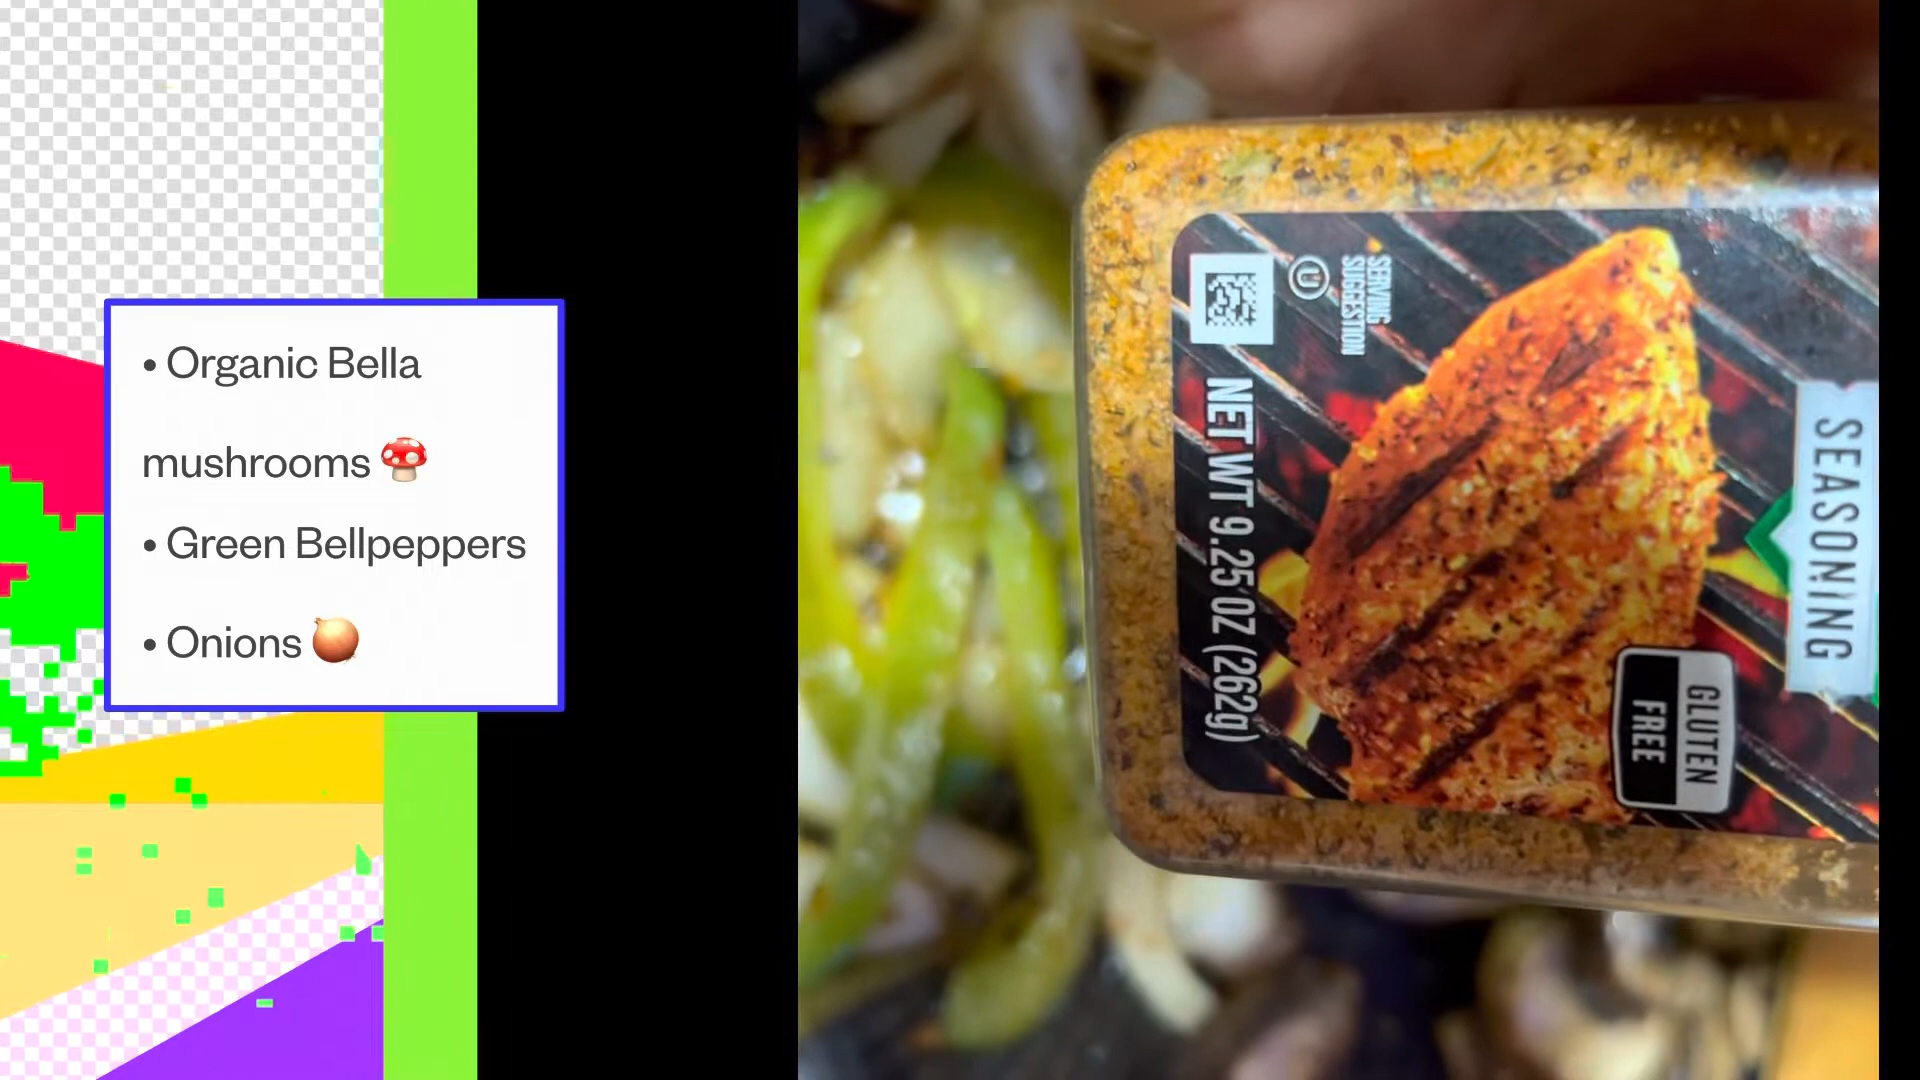 • Organic Bella
mushrooms 🍄
• Green Bellpeppers
• Onions 🧅
SERVING
SUGGESTION
U
NET WT 9.25 OZ (262g)
SEASONING
GLUTEN
FREE